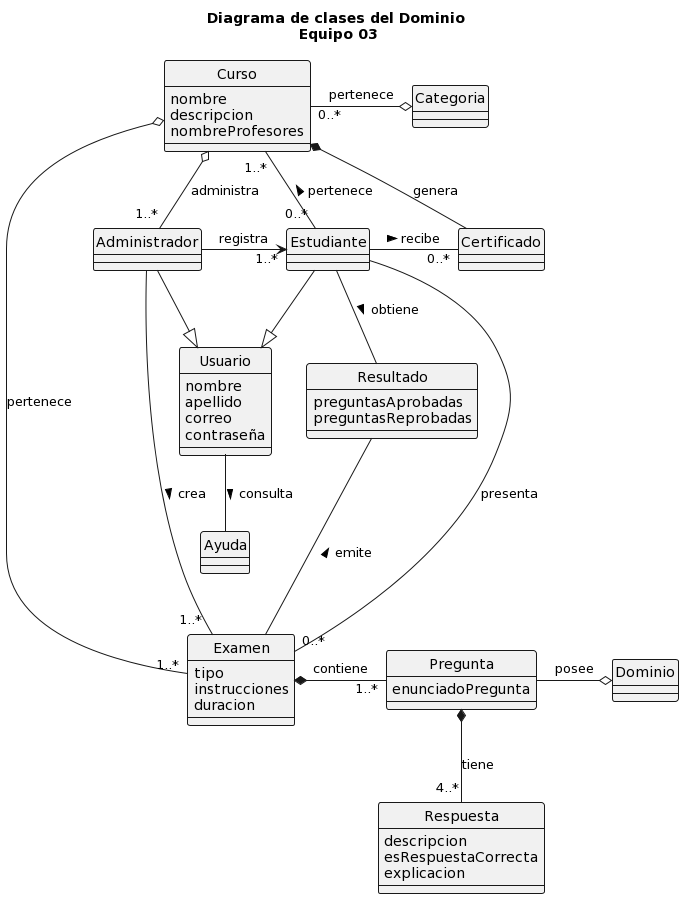 Diagrama de clases del Dominio
Equipo 03
Curso
nombre
descripcion
nombreProfesores
pertenece
0..*
Categoria
1..*
administra
pertenece
genera
1..*
0..*
Administrador
registra
1..*
Estudiante
recibe
0..*
Certificado
obtiene
Usuario
nombre
apellido
correo
contraseña
Resultado
preguntasAprobadas
preguntasReprobadas
pertenece
crea
consulta
presenta
Ayuda
emite
1..*
0..*
1..*
Examen
tipo
instrucciones
duracion
contiene
1..*
Pregunta
enunciadoPregunta
posee
Dominio
tiene
4..*
Respuesta
descripcion
esRespuestaCorrecta
explicacion